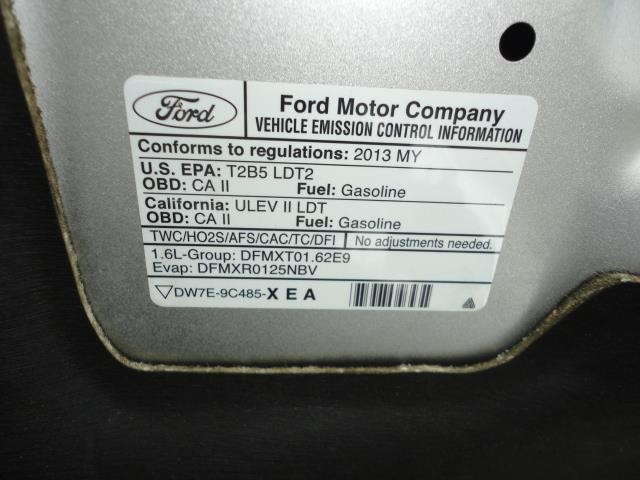 Ford
Ford Motor Company
VEHICLE EMISSION CONTROL INFORMATION
Conforms to regulations: 2013 MY
U.S. EPA: T2B5 LDT2
OBD: CA II Fuel: Gasoline
California: ULEV II LDT
OBD: CA II Fuel: Gasoline
TWC/HO2S/AFS/CAC/TC/DFI No adjustments needed.
1.6L-Group: DFMXT01.62E9
Evap: DFMXR0125NBV
DW7E-9C485-XEA